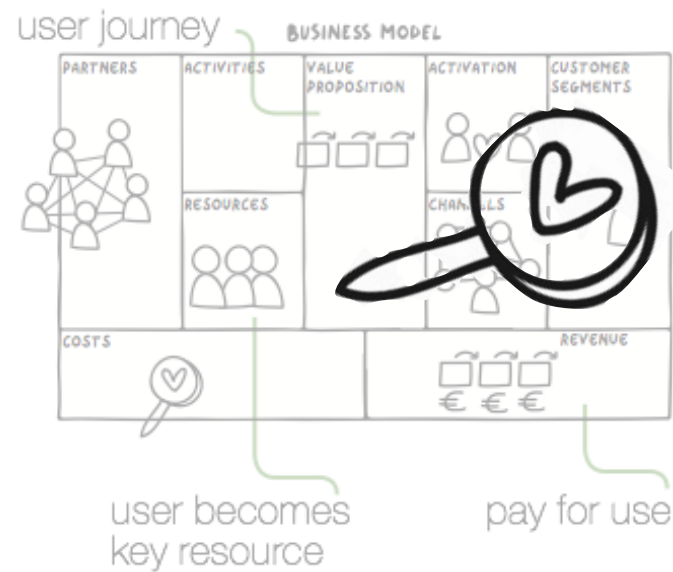 user journey
BUSINESS MODEL
PARTNERS
ACTIVITIES
VALUE
PROPOSITION
ACTIVATION
CUSTOMER
SEGMENTS
RESOURCES
COSTS
REVENUE
€ € €
user becomes
key resource
pay for use